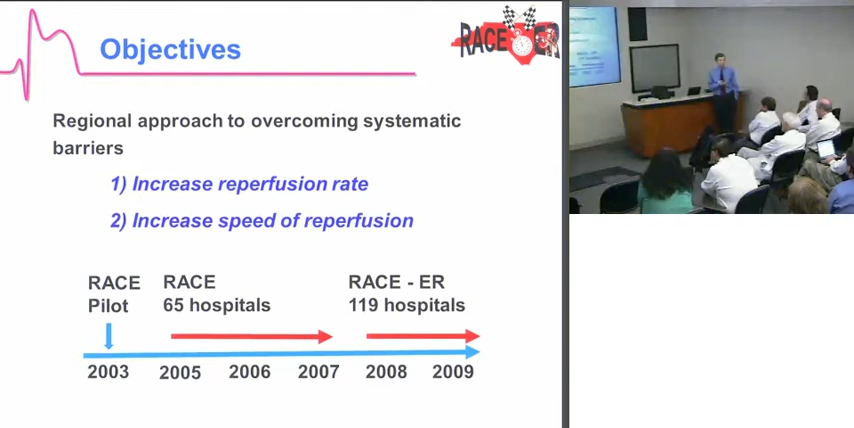 Objectives
RACE ER
Regional approach to overcoming systematic
barriers
1) Increase reperfusion rate
2) Increase speed of reperfusion
RACE
Pilot
RACE
65 hospitals
RACE - ER
119 hospitals
2003 2005 2006 2007 2008 2009